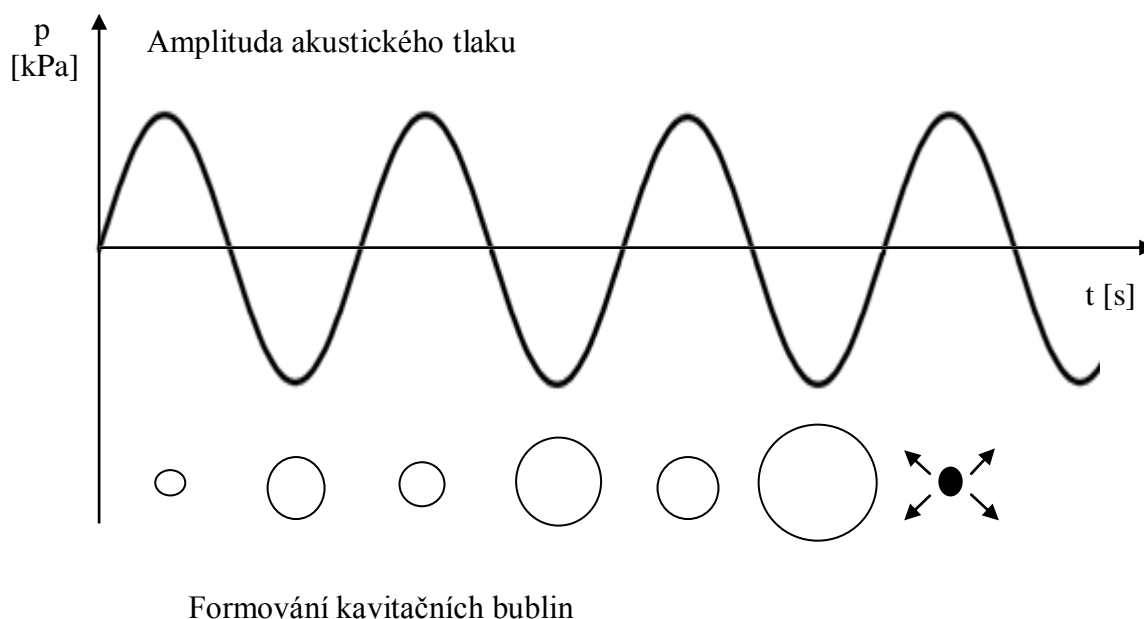 p
[kPa]
Amplituda akustického tlaku
t [s]
Formování kavitačních bublin